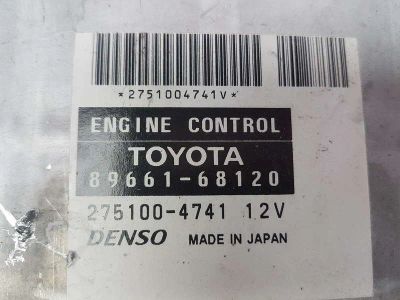 *2751004741V*
ENGINE CONTROL
TOYOTA
89661-68120
275100-4741 12V
DENSO MADE IN JAPAN